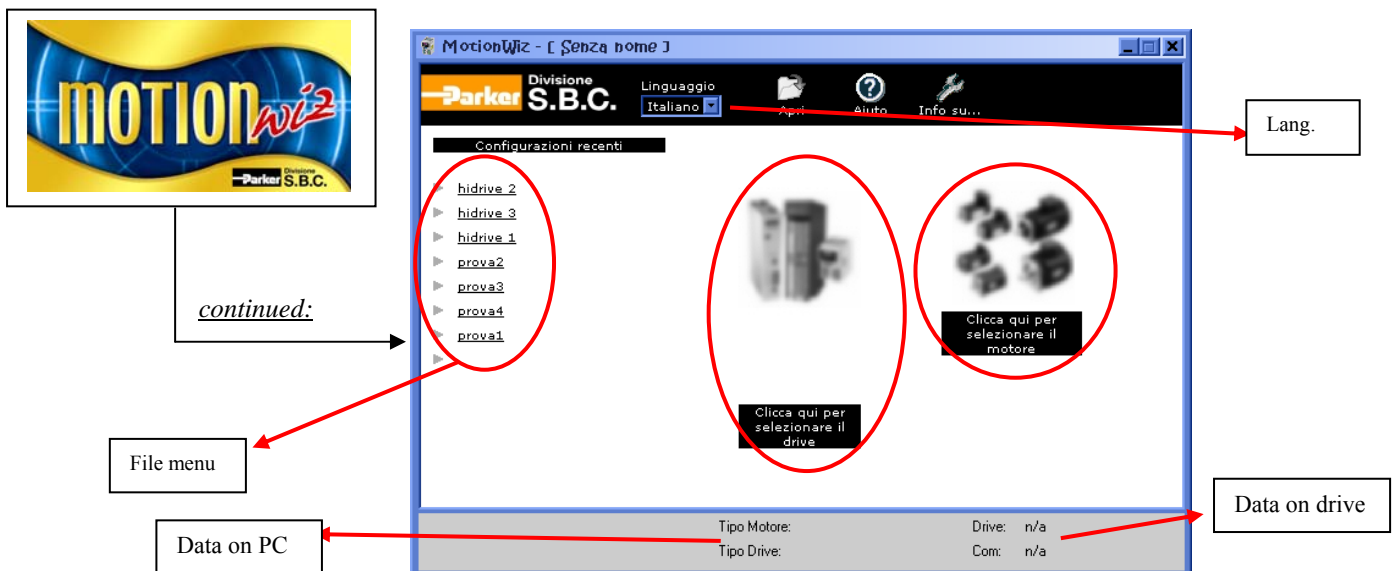 MOTION wiz
Parker Divisione S.B.C.
continued:
File menu
Data on PC
MotionWiz - [ Senza nome ]
Parker Divisione S.B.C.
Linguaggio
Italiano
Apri
Aiuto
Info su...
Configurazioni recenti
hidrive 2
hidrive 3
hidrive 1
prova2
prova3
prova4
prova1
Clicca qui per
selezionare il
drive
Clicca qui per
selezionare il
motore
Tipo Motore:
Tipo Drive:
Drive: n/a
Com: n/a
Lang.
Data on drive